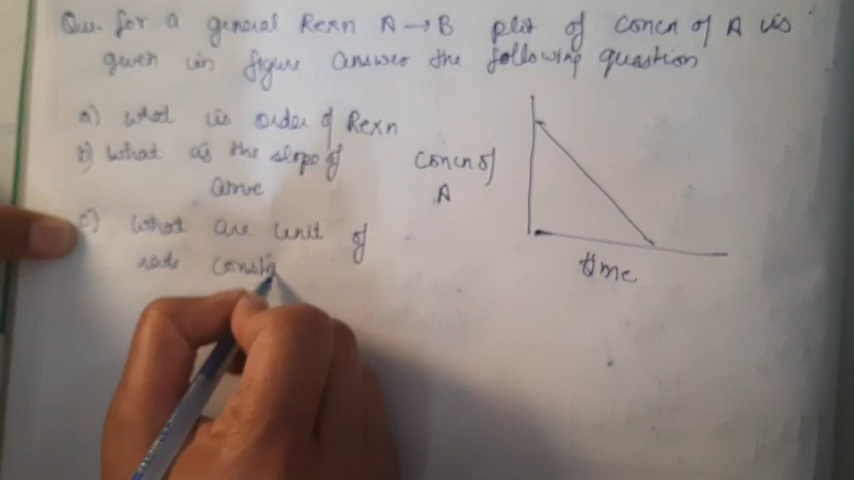 Que. for a general Rexn A → B plot of concn of A is
given in figure answer the following question
a) what is order of Rexn
b) What is the slope of
curve
c) what are unit of
rate consta
Concn of
A
time